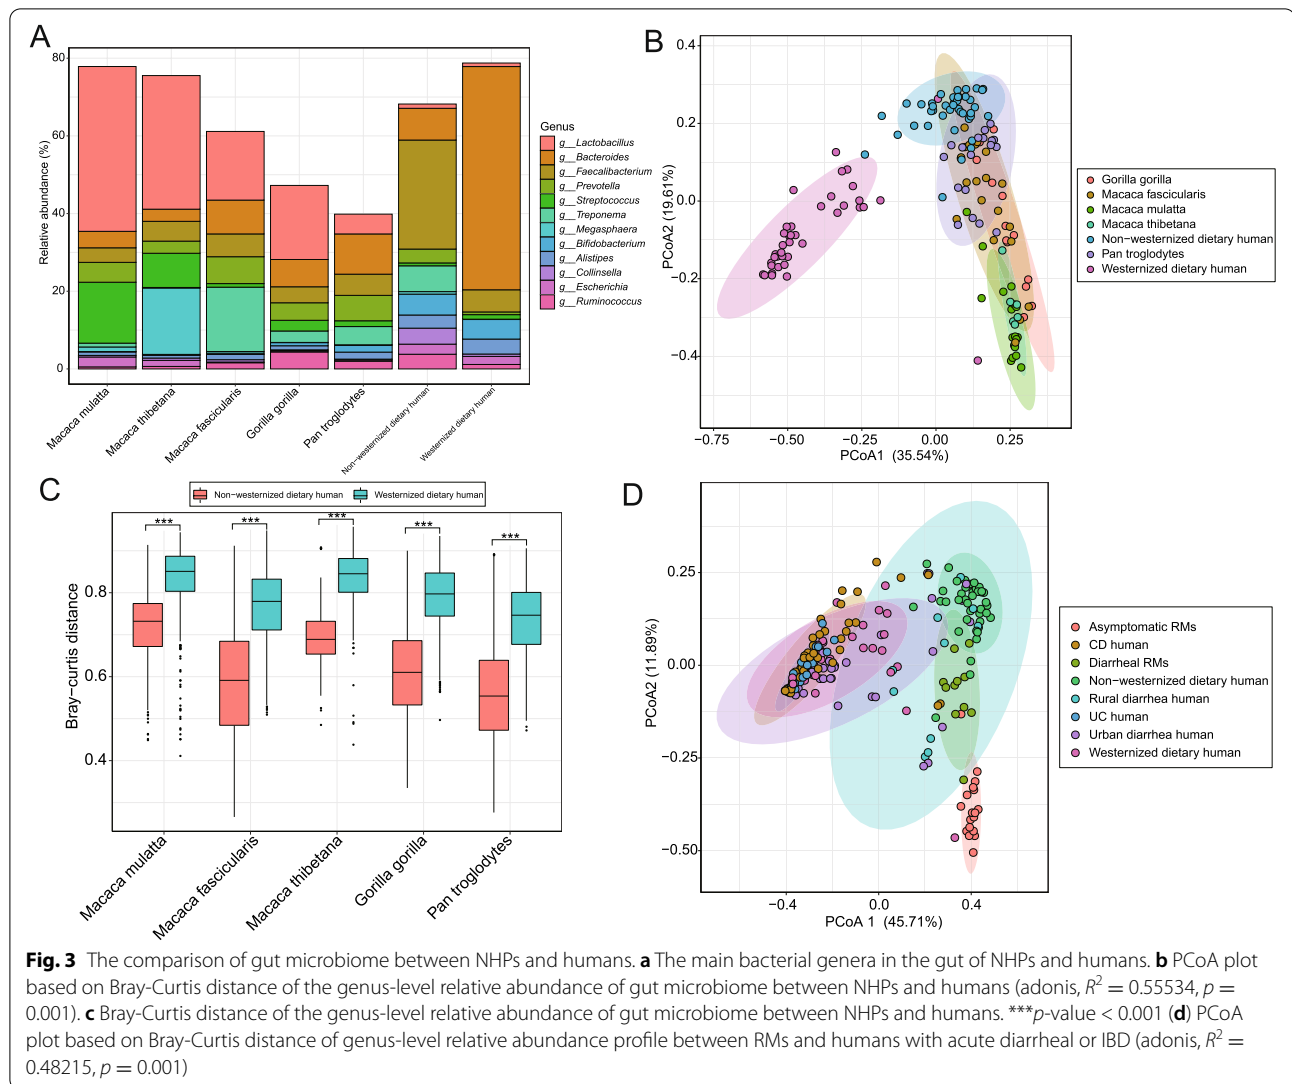 A
80
60
40
20
0
Relative abundance (%)
Macaca mulatta
Macaca thibetana
Macaca fascicularis
Gorilla gorilla
Pan troglodytes
Non−westernized dietary human
Westernized dietary human
Genus
g__Lactobacillus
g__Bacteroides
g__Faecalibacterium
g__Prevotella
g__Streptococcus
g__Treponema
g__Megasphaera
g__Bifidobacterium
g__Alistipes
g__Collinsella
g__Escherichia
g__Ruminococcus
B
0.4
0.2
0.0
−0.2
−0.4
PCoA2 (19.61%)
−0.75
−0.50
−0.25
0.00
0.25
PCoA1 (35.54%)
Gorilla gorilla
Macaca fascicularis
Macaca mulatta
Macaca thibetana
Non−westernized dietary human
Pan troglodytes
Westernized dietary human
C
Non−westernized dietary human
Westernized dietary human
***
***
***
***
***
0.8
0.6
0.4
Bray−curtis distance
Macaca mulatta
Macaca fascicularis
Macaca thibetana
Gorilla gorilla
Pan troglodytes
D
0.25
0.00
−0.25
−0.50
PCoA2 (11.89%)
−0.4
0.0
0.4
PCoA 1 (45.71%)
Asymptomatic RMs
CD human
Diarrheal RMs
Non−westernized dietary human
Rural diarrhea human
UC human
Urban diarrhea human
Westernized dietary human
Fig. 3 The comparison of gut microbiome between NHPs and humans. a The main bacterial genera in the gut of NHPs and humans. b PCoA plot
based on Bray-Curtis distance of the genus-level relative abundance of gut microbiome between NHPs and humans (adonis, R² = 0.55534, p =
0.001). c Bray-Curtis distance of the genus-level relative abundance of gut microbiome between NHPs and humans. ***p-value < 0.001 (d) PCoA
plot based on Bray-Curtis distance of genus-level relative abundance profile between RMs and humans with acute diarrheal or IBD (adonis, R² =
0.48215, p = 0.001)